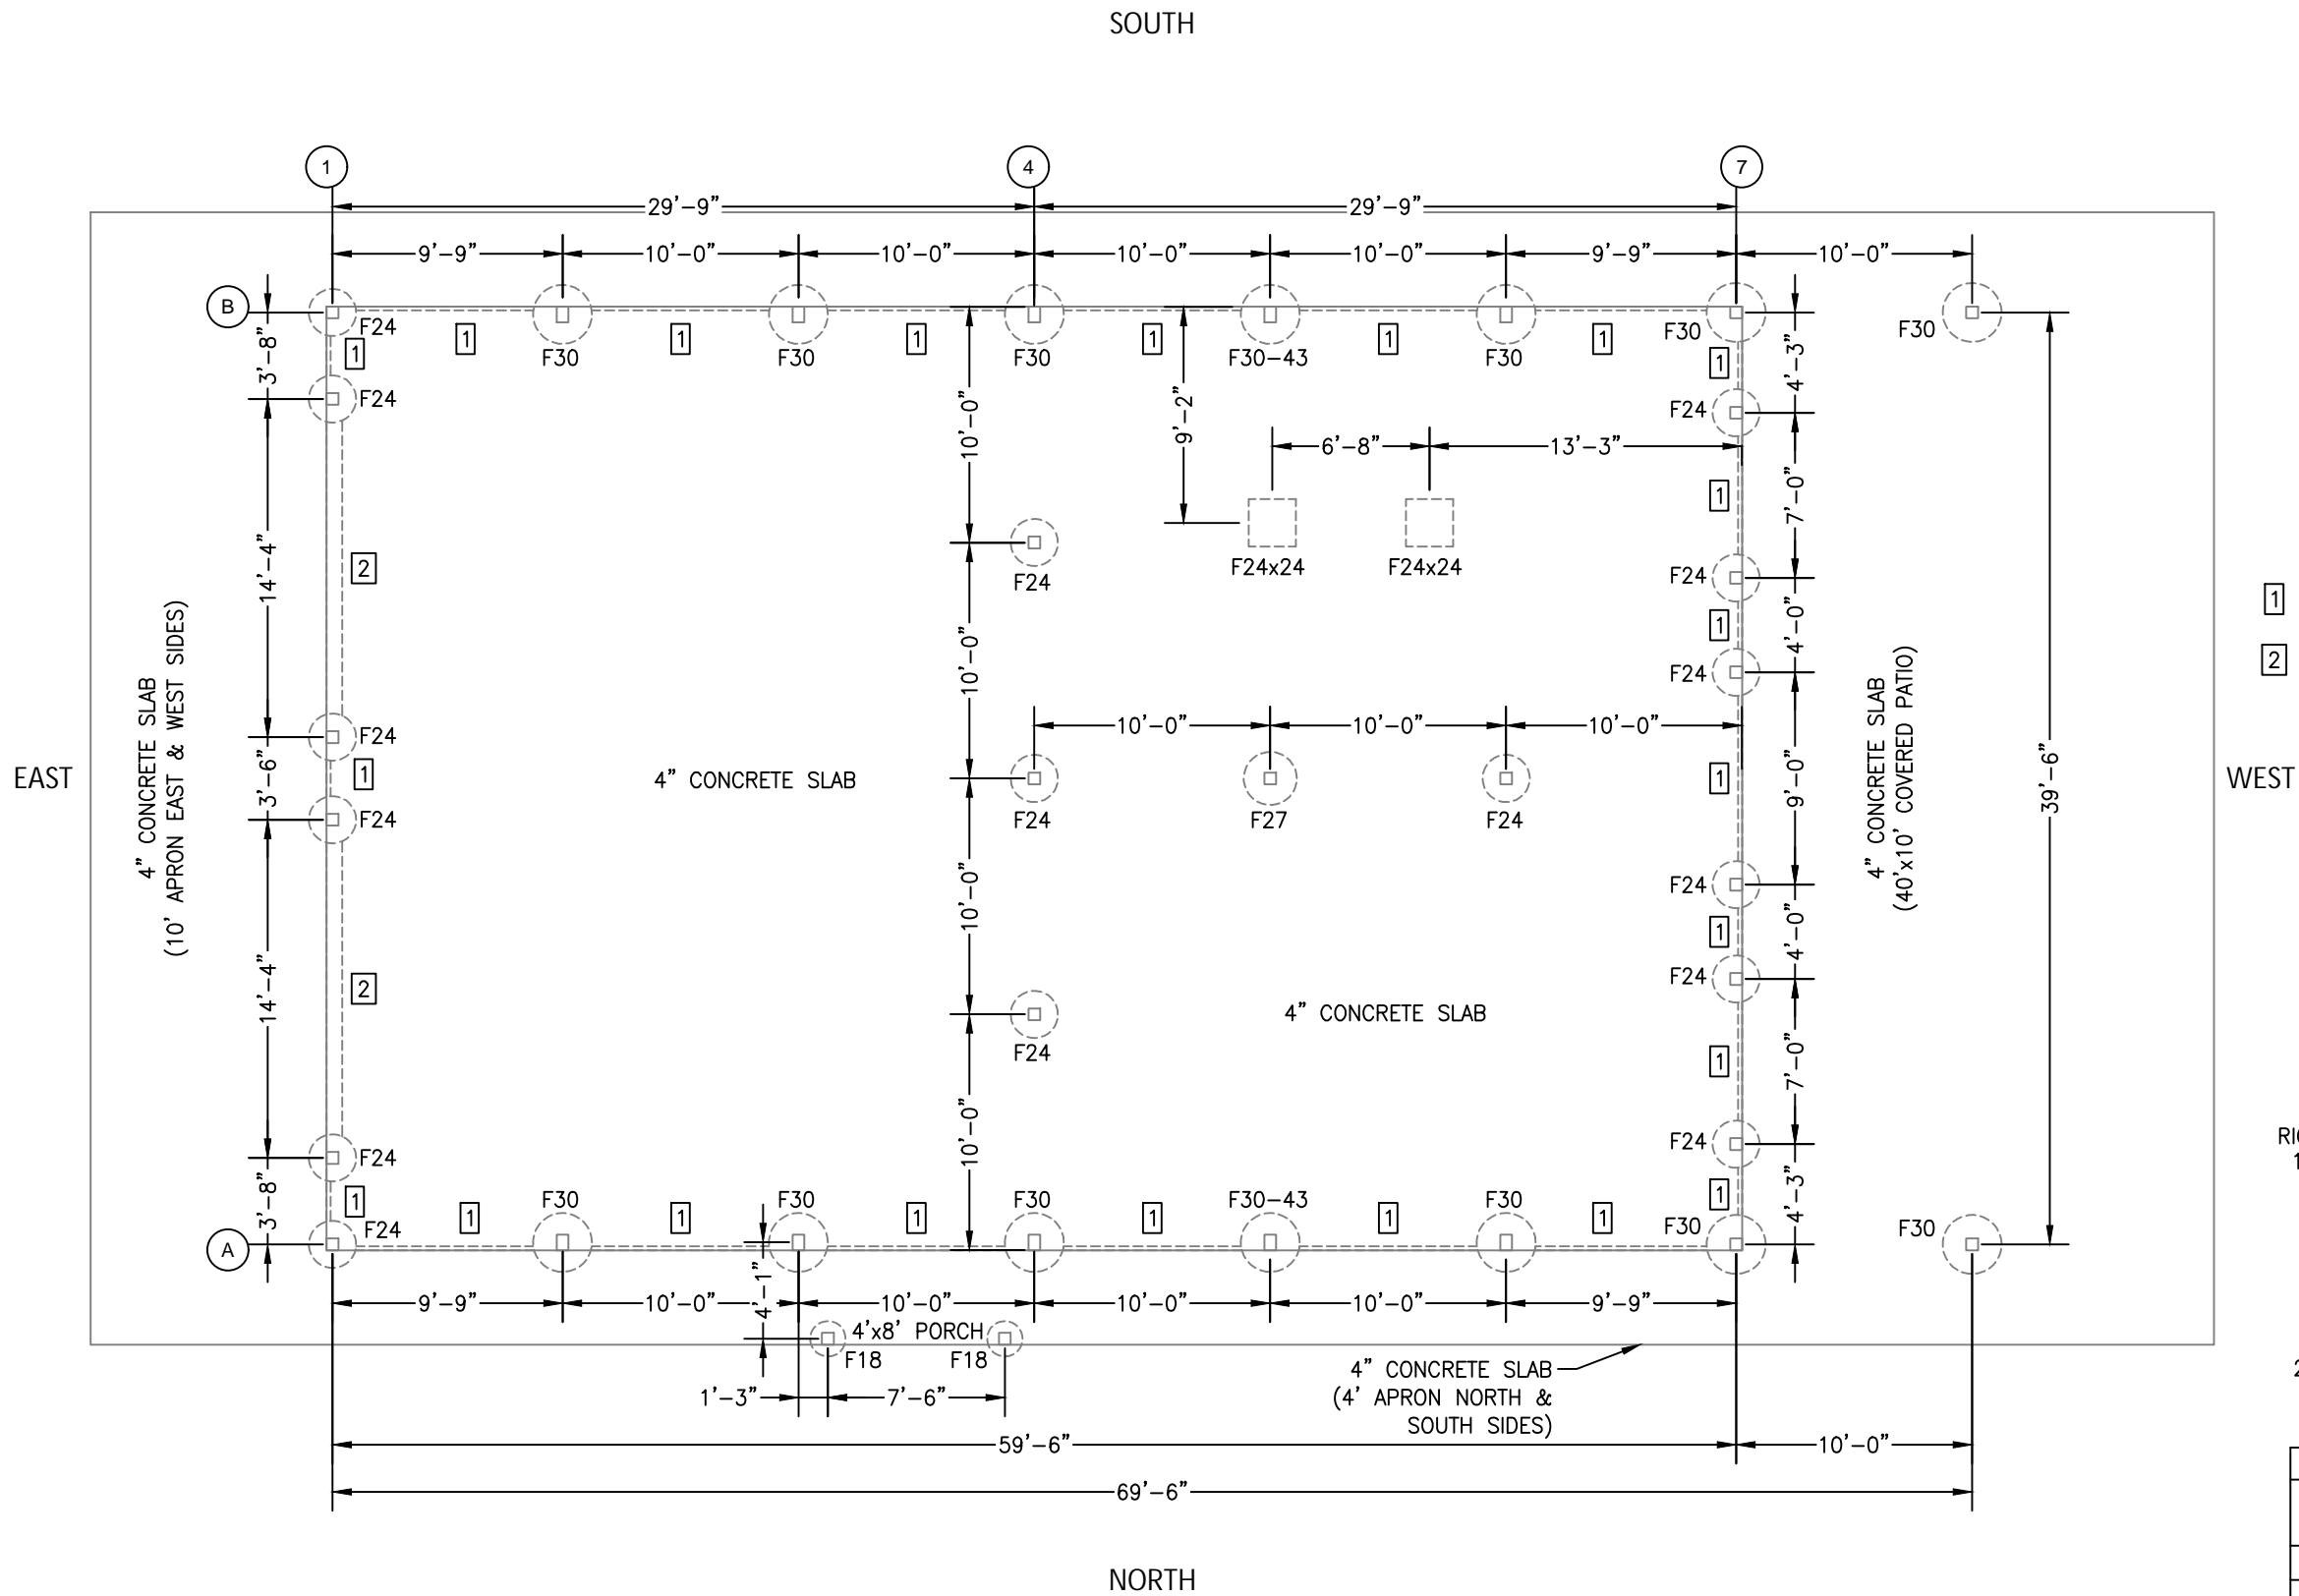 SOUTH
1
4
7
29'-9"
29'-9"
9'-9"
10'-0"
10'-0"
10'-0"
10'-0"
9'-9"
10'-0"
B
F24
1
1
1
1
1
1
F30
F30
F30
F30
F30-43
F30
F30
F30
1
3'-8"
4'-3"
F24
F24
10'-0"
9'-2"
6'-8"
13'-3"
1
7'-0"
14'-4"
2
F24
F24x24
F24x24
F24
1
1
2
4'-0"
F24
10'-0"
4" CONCRETE SLAB
(10' APRON EAST & WEST SIDES)
4" CONCRETE SLAB
(40'x10' COVERED PATIO)
10'-0"
10'-0"
10'-0"
F24
EAST
3'-6"
1
4" CONCRETE SLAB
1
9'-0"
39'-6"
WEST
F24
F24
F27
F24
F24
10'-0"
1
4'-0"
14'-4"
2
F24
4" CONCRETE SLAB
F24
1
7'-0"
10'-0"
F24
F24
3'-8"
1
1
4'-3"
F24
1
F30
1
F30
1
F30
1
F30-43
1
F30
1
F30
F30
A
4'-1"
9'-9"
10'-0"
10'-0"
10'-0"
10'-0"
9'-9"
4'x8' PORCH
F18
F18
1'-3"
7'-6"
4" CONCRETE SLAB
(4' APRON NORTH &
SOUTH SIDES)
59'-6"
10'-0"
69'-6"
NORTH